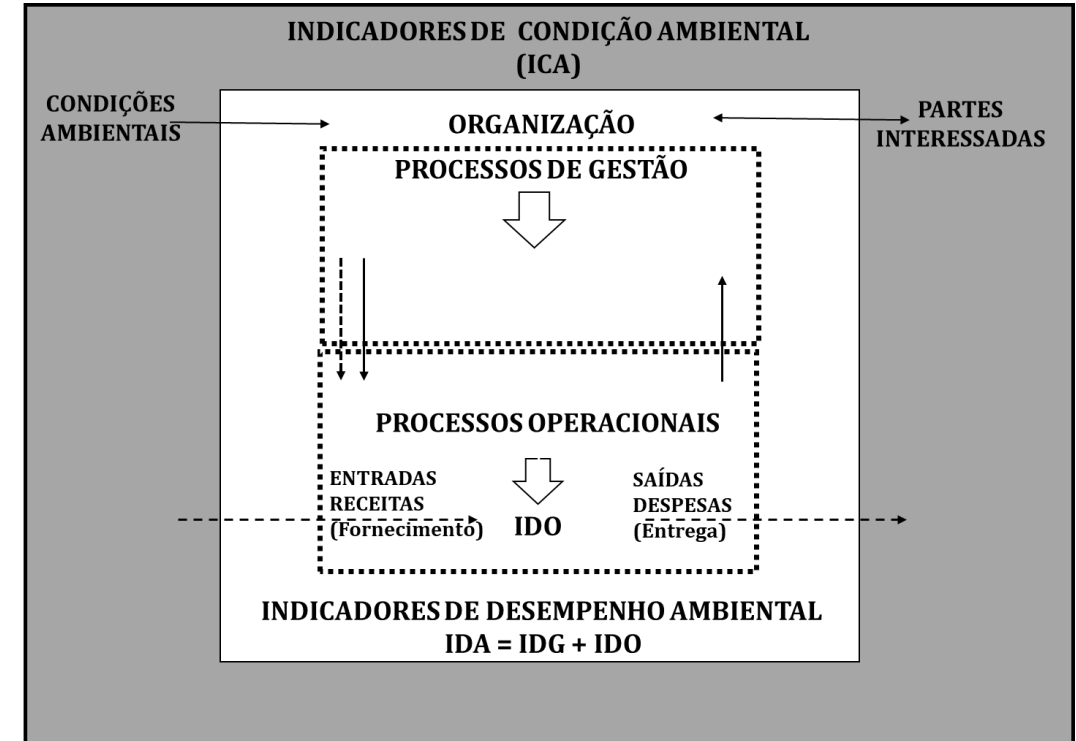 INDICADORES DE CONDIÇÃO AMBIENTAL
(ICA)
CONDIÇÕES
AMBIENTAIS
PARTES
INTERESSADAS
ORGANIZAÇÃO
PROCESSOS DE GESTÃO
PROCESSOS OPERACIONAIS
ENTRADAS
RECEITAS
(Fornecimento)
IDO
SAÍDAS
DESPESAS
(Entrega)
INDICADORES DE DESEMPENHO AMBIENTAL
IDA = IDG + IDO